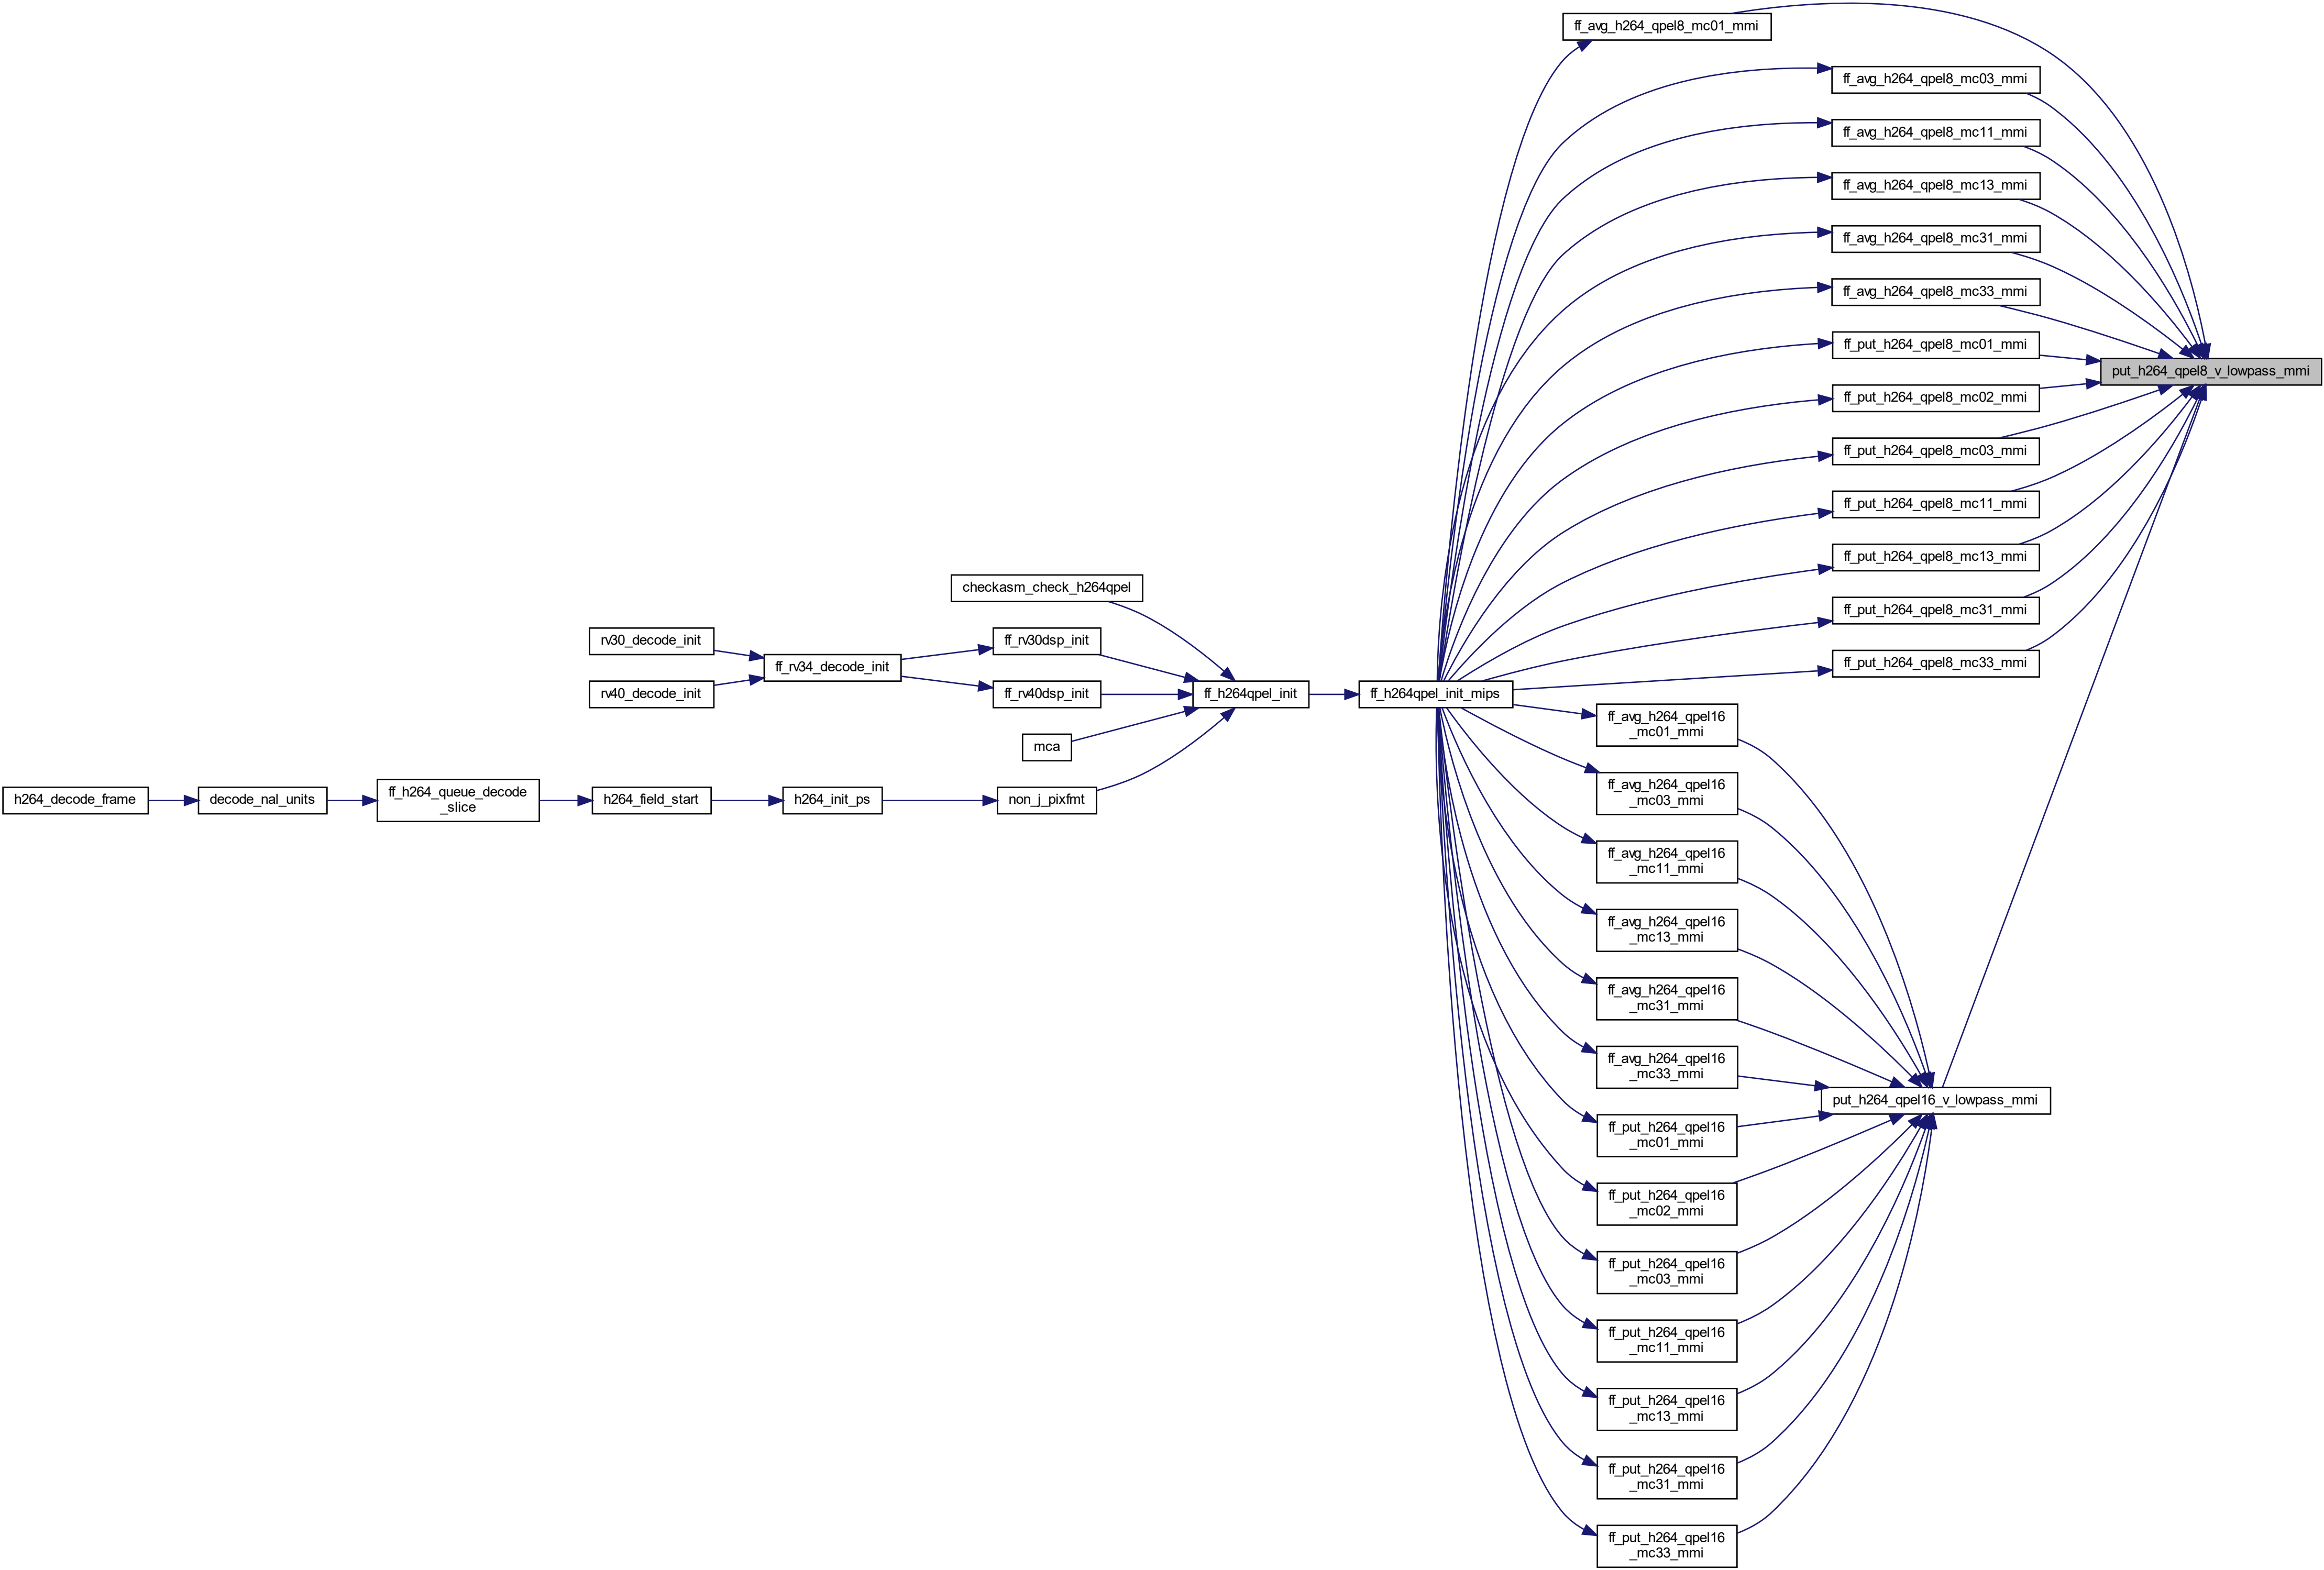 ff_avg_h264_qpel8_mc01_mmi
ff_avg_h264_qpel8_mc03_mmi
ff_avg_h264_qpel8_mc11_mmi
ff_avg_h264_qpel8_mc13_mmi
ff_avg_h264_qpel8_mc31_mmi
ff_avg_h264_qpel8_mc33_mmi
ff_put_h264_qpel8_mc01_mmi
put_h264_qpel8_v_lowpass_mmi
ff_put_h264_qpel8_mc02_mmi
ff_put_h264_qpel8_mc03_mmi
ff_put_h264_qpel8_mc11_mmi
ff_put_h264_qpel8_mc13_mmi
checkasm_check_h264qpel
ff_put_h264_qpel8_mc31_mmi
rv30_decode_init
ff_rv30dsp_init
ff_rv34_decode_init
ff_put_h264_qpel8_mc33_mmi
rv40_decode_init
ff_rv40dsp_init
ff_h264qpel_init
ff_h264qpel_init_mips
ff_avg_h264_qpel16
_mc01_mmi
mca
ff_avg_h264_qpel16
_mc03_mmi
h264_decode_frame
decode_nal_units
ff_h264_queue_decode
_slice
h264_field_start
h264_init_ps
non_j_pixfmt
ff_avg_h264_qpel16
_mc11_mmi
ff_avg_h264_qpel16
_mc13_mmi
ff_avg_h264_qpel16
_mc31_mmi
ff_avg_h264_qpel16
_mc33_mmi
put_h264_qpel16_v_lowpass_mmi
ff_put_h264_qpel16
_mc01_mmi
ff_put_h264_qpel16
_mc02_mmi
ff_put_h264_qpel16
_mc03_mmi
ff_put_h264_qpel16
_mc11_mmi
ff_put_h264_qpel16
_mc13_mmi
ff_put_h264_qpel16
_mc31_mmi
ff_put_h264_qpel16
_mc33_mmi